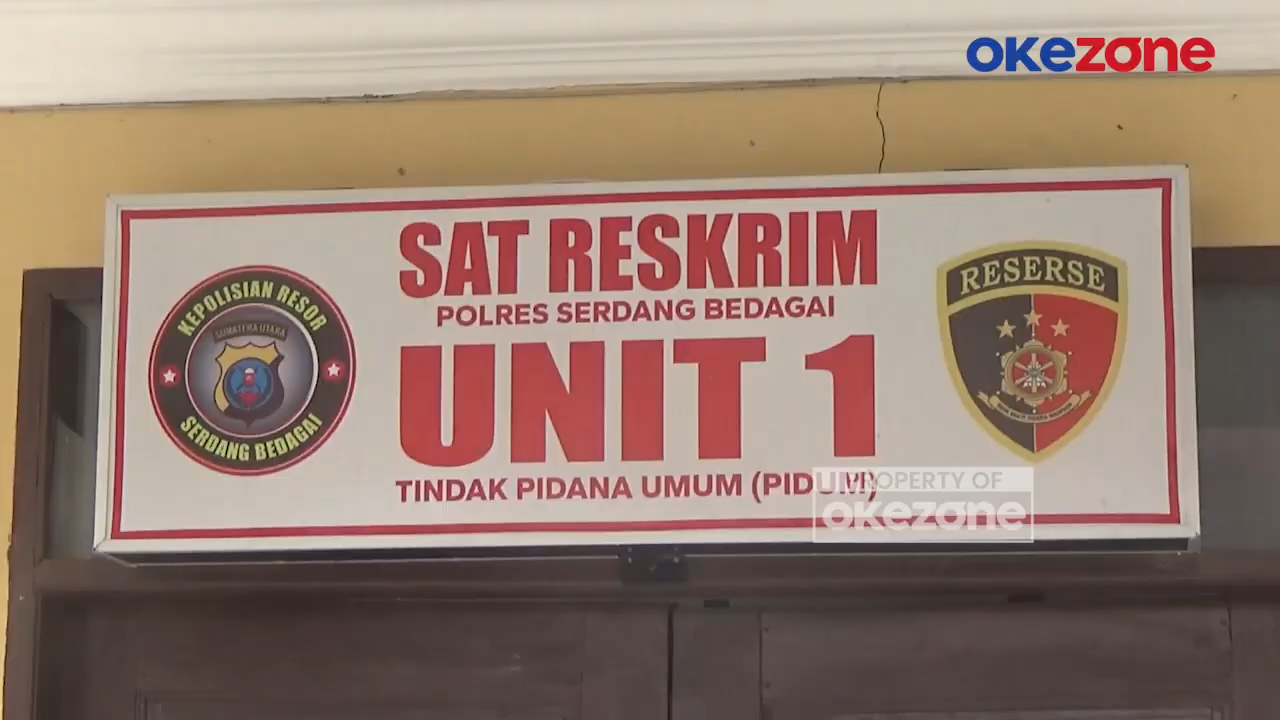 okezone
SAT RESKRIM
POLRES SERDANG BEDAGAI
UNIT 1
TINDAK PIDANA UMUM (PIDUM)
KEPOLISIAN RESOR
SUMATERA UTARA
SERDANG BEDAGAI
RESERSE
PROPERTY OF
okezone